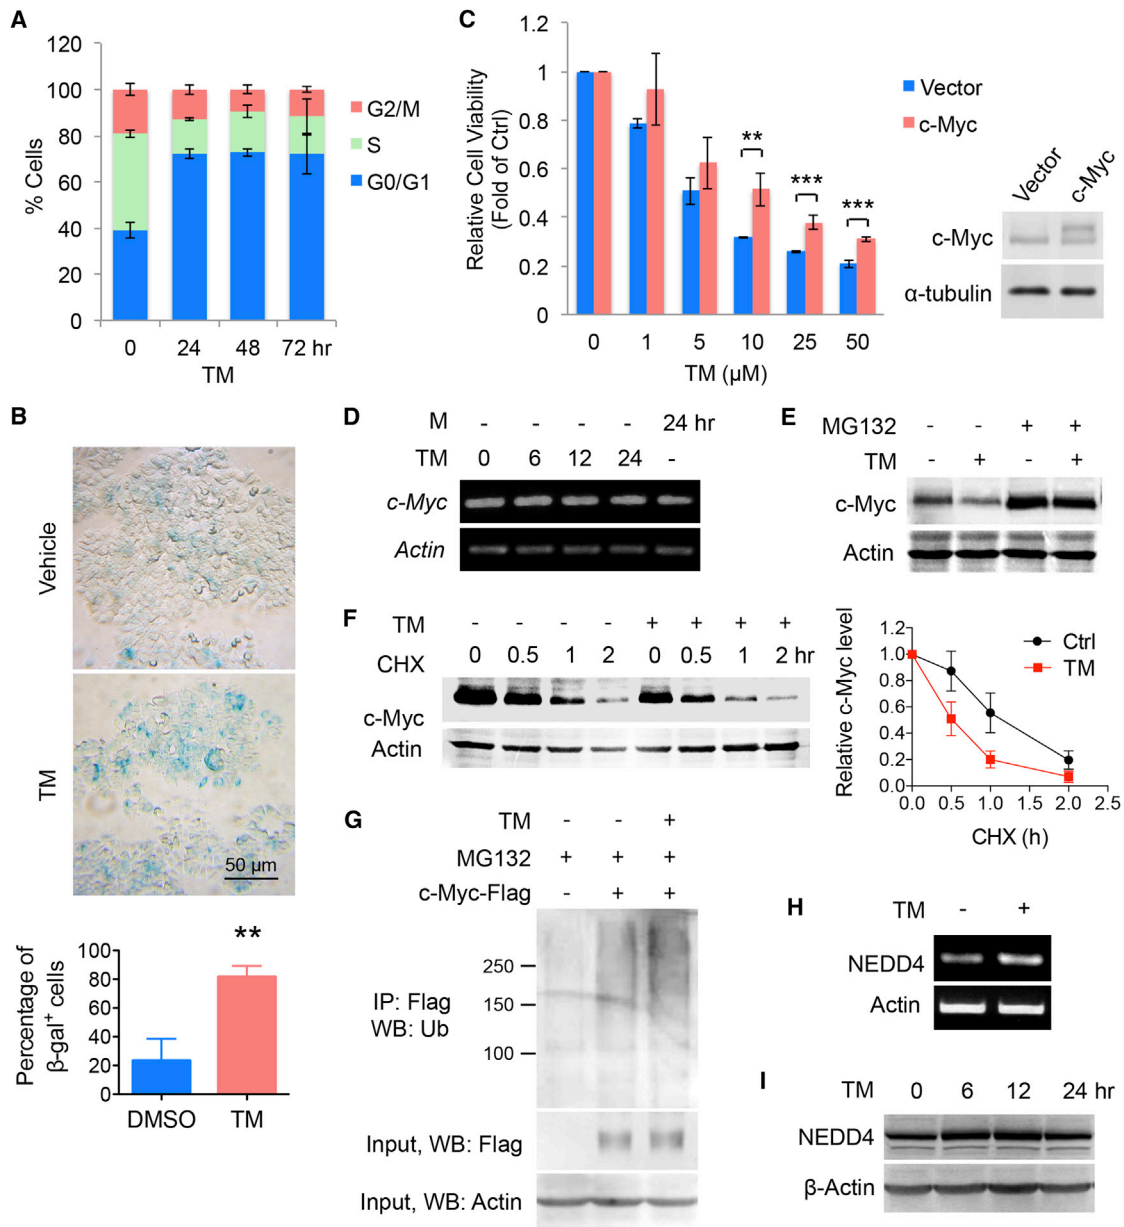 A
120
100
80
60
40
20
0
% Cells
0 24 48 72 hr
TM
G2/M
S
G0/G1
B
Vehicle
TM
50 µm
Percentage of
β-gal+ cells
100
80
60
40
20
0
**
DMSO TM
C
1.2
1
0.8
0.6
0.4
0.2
0
Relative Cell Viability
(Fold of Ctrl)
Vector
c-Myc
** *** ***
0 1 5 10 25 50
TM (µM)
Vector c-Myc
c-Myc
α-tubulin
D
M - - - - 24 hr
TM 0 6 12 24 -
c-Myc
Actin
E
MG132 - - + +
TM - + - +
c-Myc
Actin
F
TM - - - - + + + +
CHX 0 0.5 1 2 0 0.5 1 2 hr
c-Myc
Actin
1.2
1.0
0.8
0.6
0.4
0.2
0.0
Relative c-Myc level
Ctrl
TM
0.0 0.5 1.0 1.5 2.0 2.5
CHX (h)
G
TM - - +
MG132 + + +
c-Myc-Flag - + +
250
150
100
IP: Flag
WB: Ub
Input, WB: Flag
Input, WB: Actin
H
TM - +
NEDD4
Actin
I
TM 0 6 12 24 hr
NEDD4
β-Actin